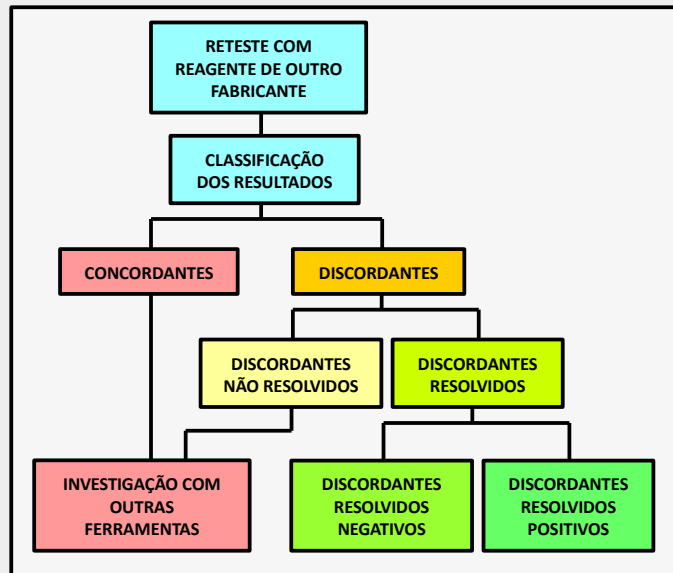 RETESTE COM
REAGENTE DE OUTRO
FABRICANTE
CLASSIFICAÇÃO
DOS RESULTADOS
CONCORDANTES
DISCORDANTES
DISCORDANTES
NÃO RESOLVIDOS
DISCORDANTES
RESOLVIDOS
INVESTIGAÇÃO COM
OUTRAS
FERRAMENTAS
DISCORDANTES
RESOLVIDOS
NEGATIVOS
DISCORDANTES
RESOLVIDOS
POSITIVOS